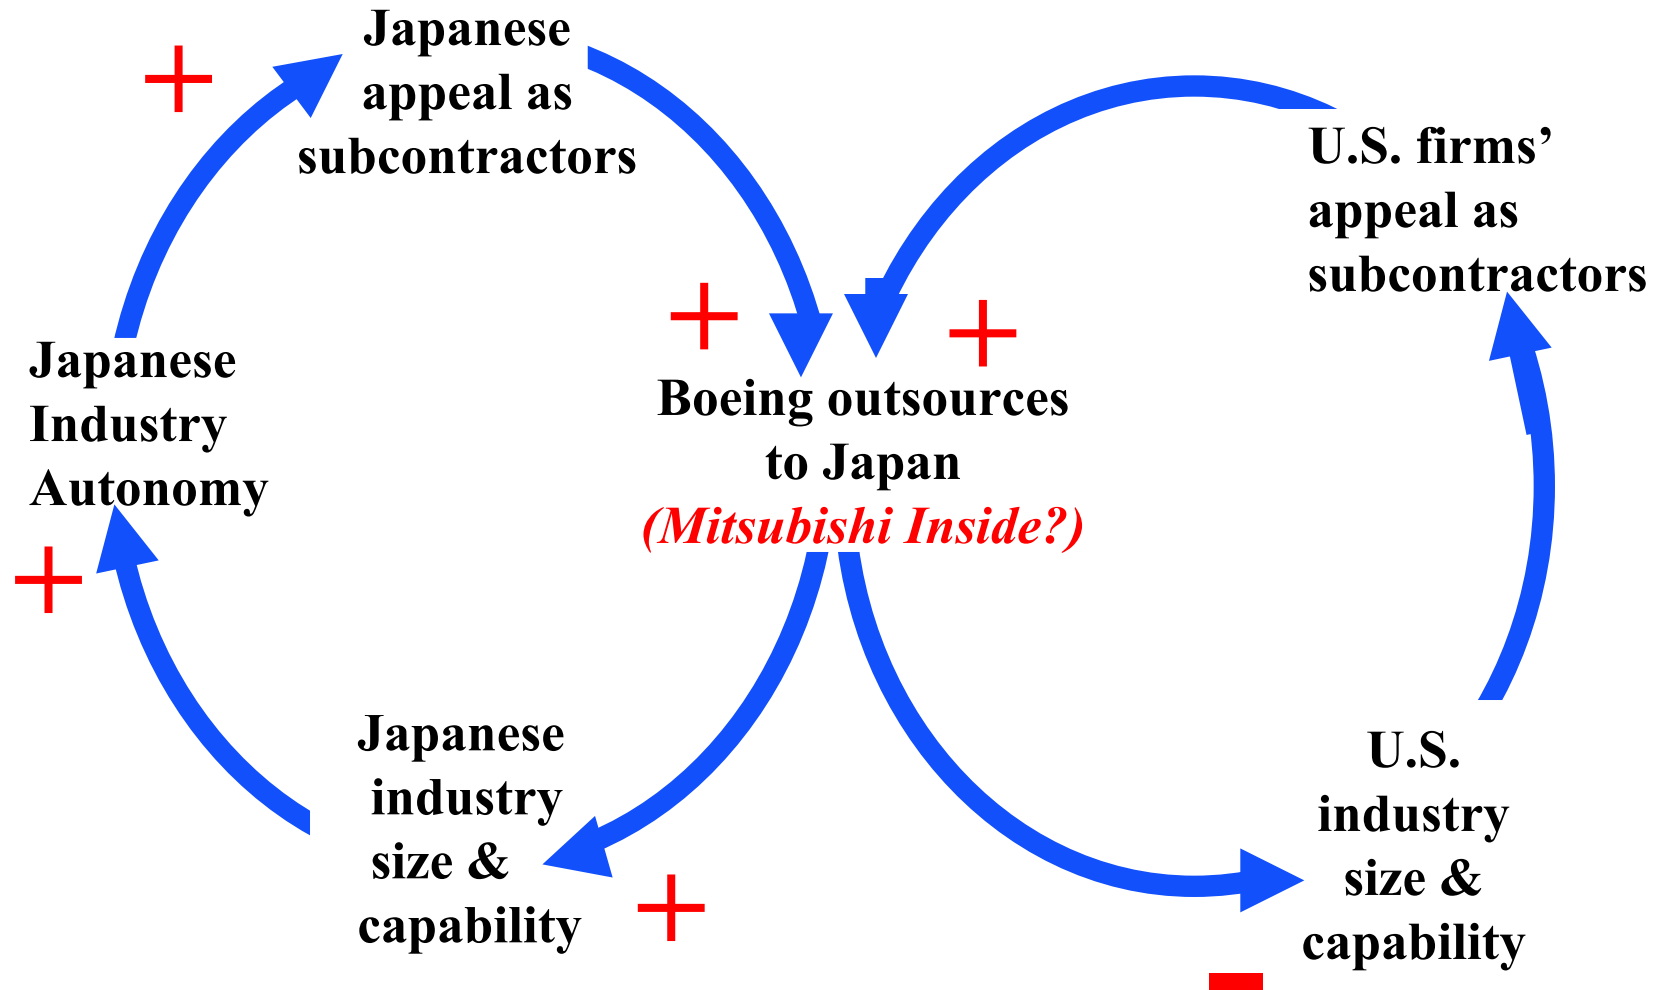 Japanese
appeal as
subcontractors
U.S. firms’
appeal as
subcontractors
Japanese
Industry
Autonomy
Boeing outsources
to Japan
(Mitsubishi Inside?)
Japanese
industry
size &
capability
U.S.
industry
size &
capability
+
+
+
+
+
-